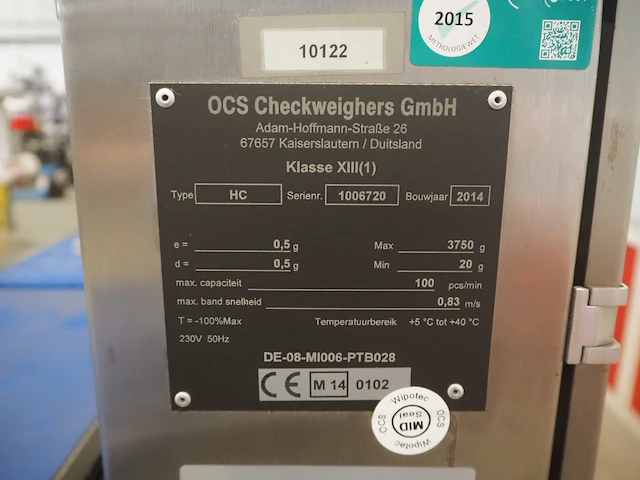 2015
METROLOGIEWET
10122
OCS Checkweighers GmbH
Adam-Hoffmann-Straße 26
67657 Kaiserslautern / Duitsland
Klasse XIII(1)
Type HC Serienr. 1006720 Bouwjaar 2014
e = 0,5 g Max 3750 g
d = 0,5 g Min 20 g
max. capaciteit 100 pcs/min
max. band snelheid 0,83 m/s
T = -100%Max Temperatuurbereik +5 °C tot +40 °C
230V 50Hz
DE-08-MI006-PTB028
CE M 14 0102
Wipotec
OCS MID Seal OCS
Wipotec